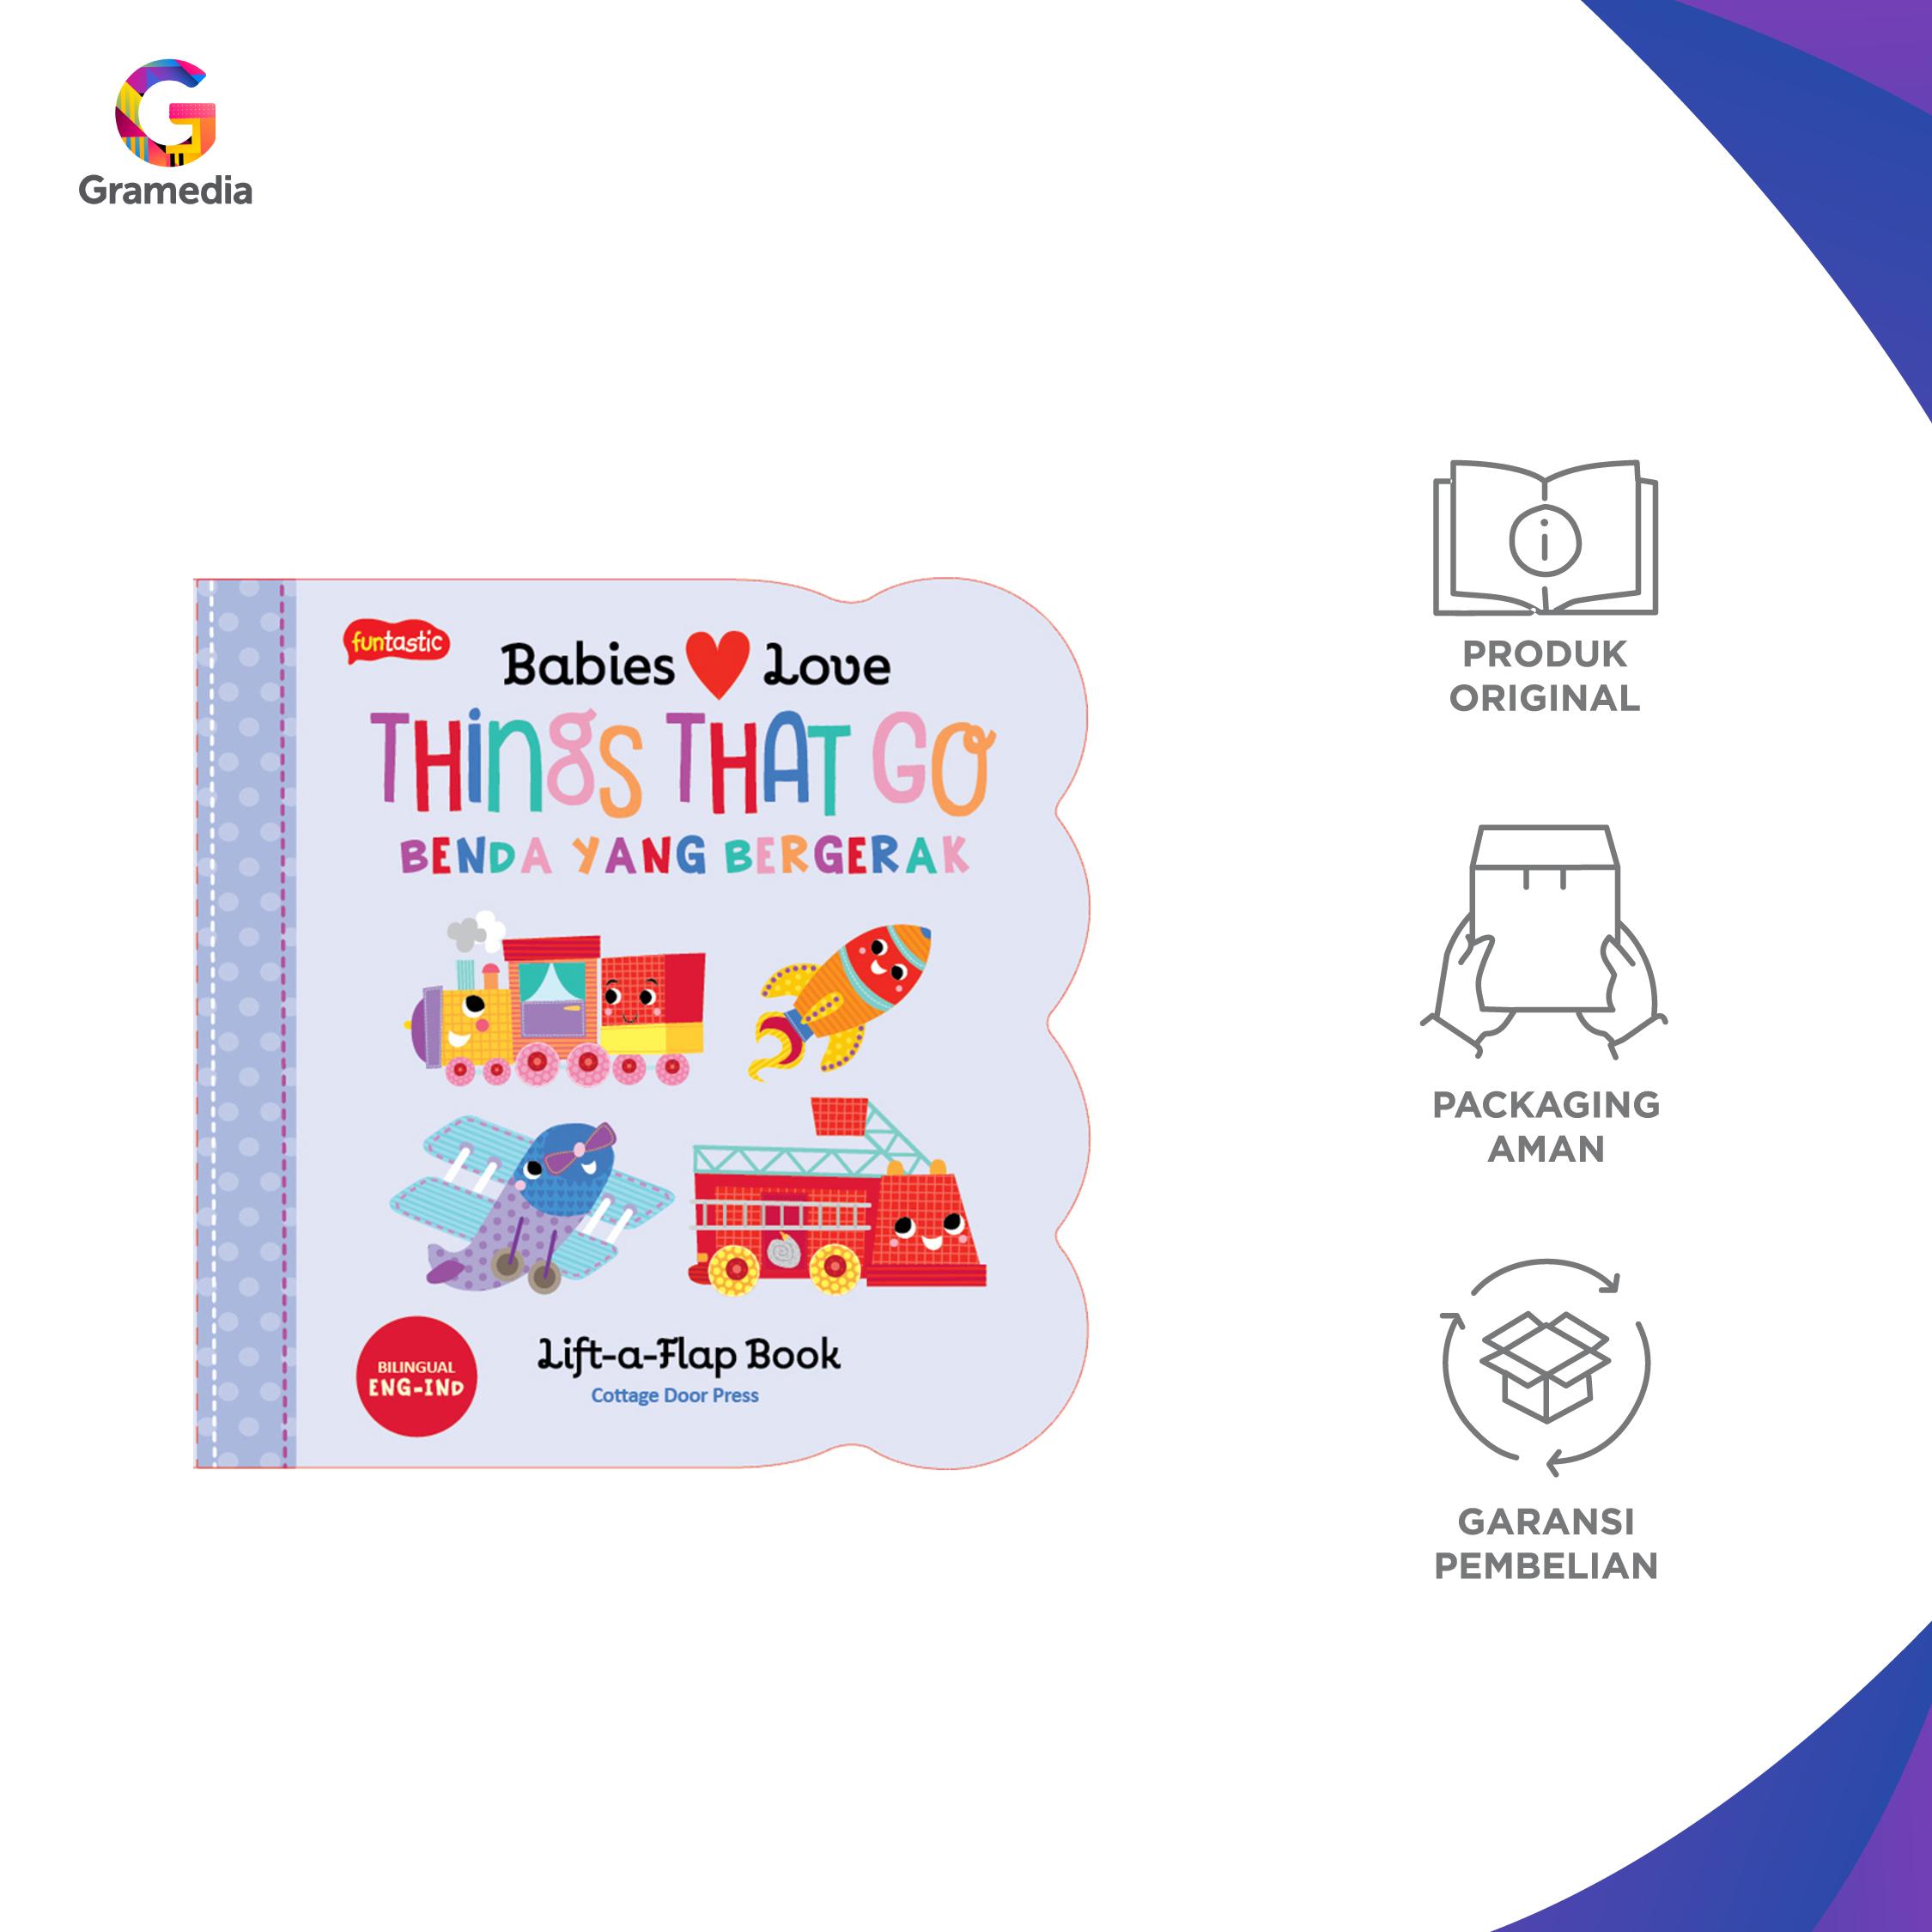 Gramedia
funtastic
Babies Love
THings THAT GO
BENDA YANG BERGERAK
BILINGUAL
ENG-IND
Lift-a-Flap Book
Cottage Door Press
PRODUK
ORIGINAL
PACKAGING
AMAN
GARANSI
PEMBELIAN